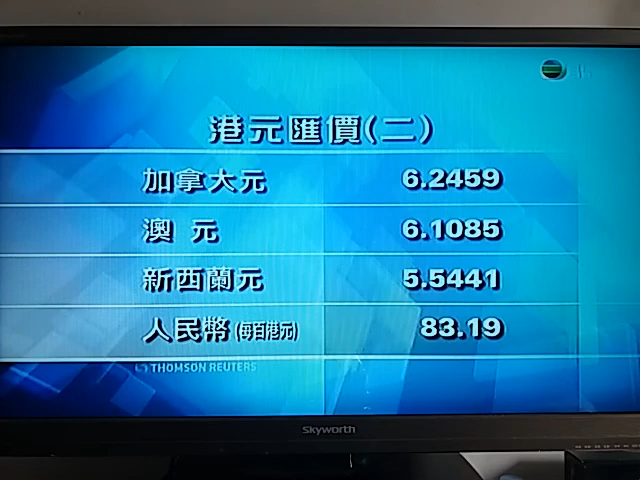 港元匯價(二)
加拿大元 6.2459
澳 元 6.1085
新西蘭元 5.5441
人民幣(每百港元) 83.19
THOMSON REUTERS
Skyworth